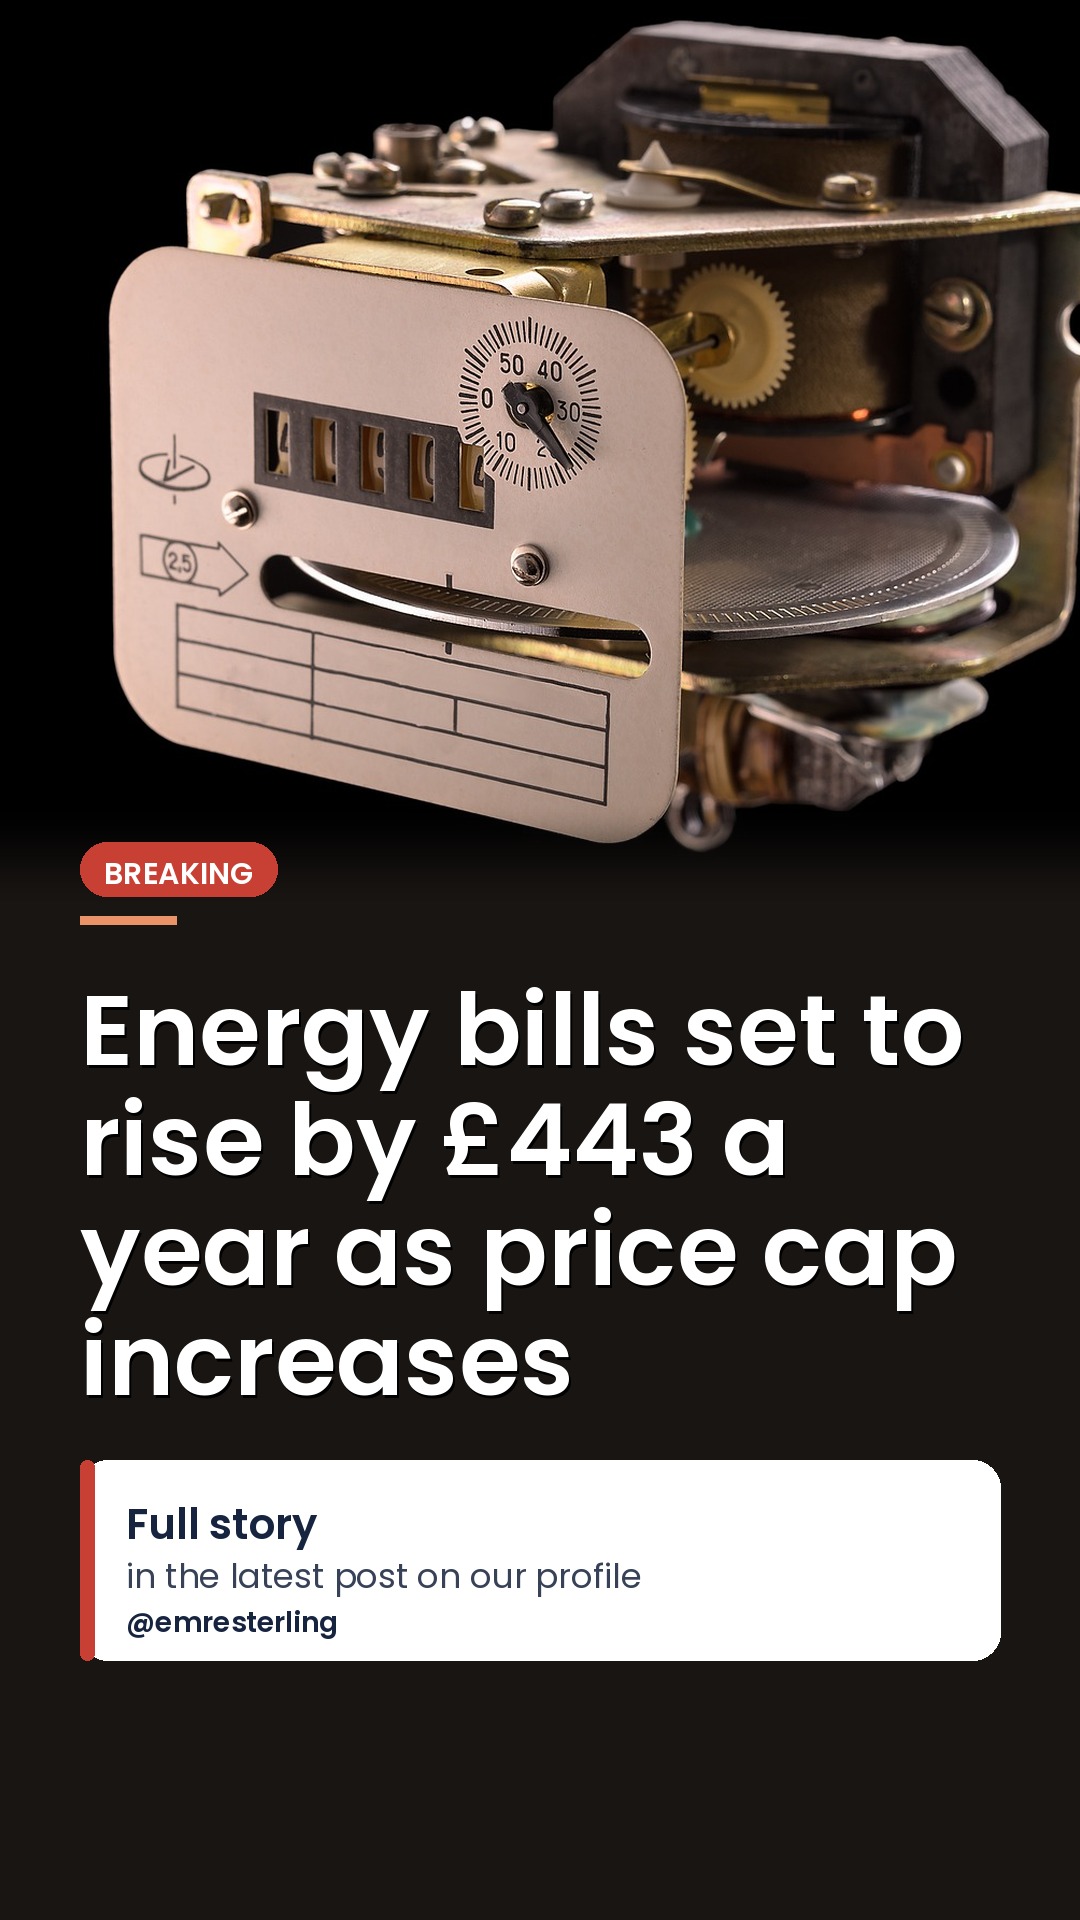 50 40
0 30
10
2,5
BREAKING
Energy bills set to
rise by £443 a
year as price cap
increases
Full story
in the latest post on our profile
@emresterling